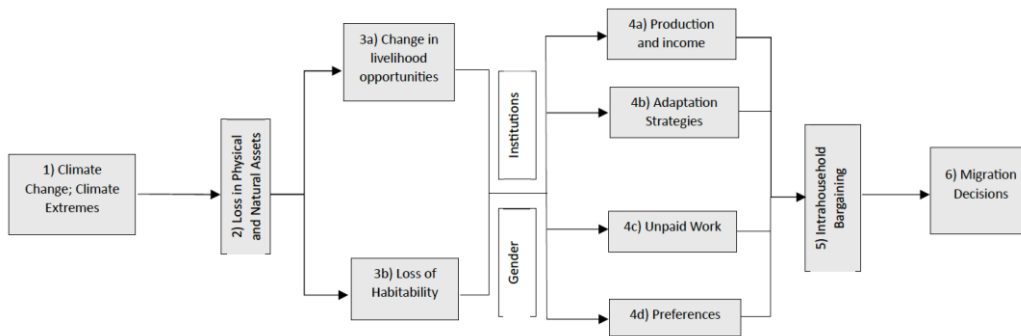 1) Climate
Change; Climate
Extremes
2) Loss in Physical
and Natural Assets
3a) Change in
livelihood
opportunities
3b) Loss of
Habitability
Institutions
Gender
4a) Production
and income
4b) Adaptation
Strategies
4c) Unpaid Work
4d) Preferences
5) Intrahousehold
Bargaining
6) Migration
Decisions